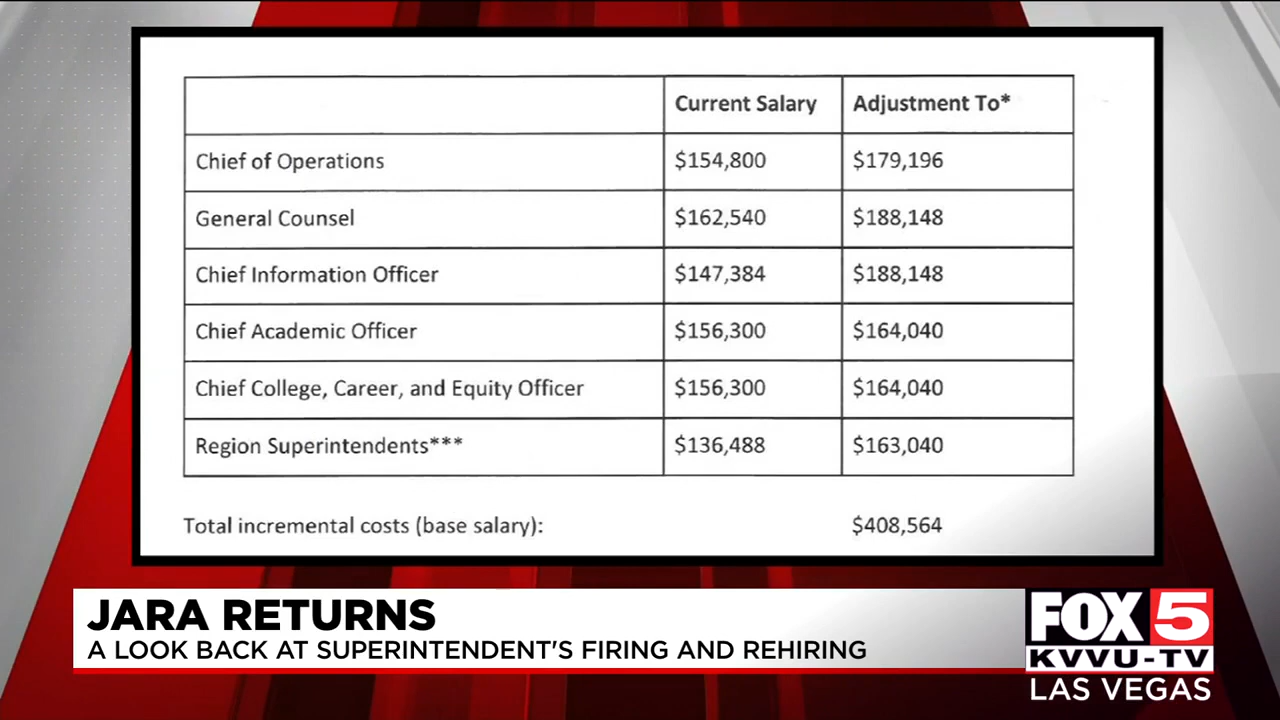 Current Salary Adjustment To*
Chief of Operations $154,800 $179,196
General Counsel $162,540 $188,148
Chief Information Officer $147,384 $188,148
Chief Academic Officer $156,300 $164,040
Chief College, Career, and Equity Officer $156,300 $164,040
Region Superintendents*** $136,488 $163,040
Total incremental costs (base salary): $408,564
JARA RETURNS
A LOOK BACK AT SUPERINTENDENT'S FIRING AND REHIRING
FOX 5
KVVU-TV
LAS VEGAS